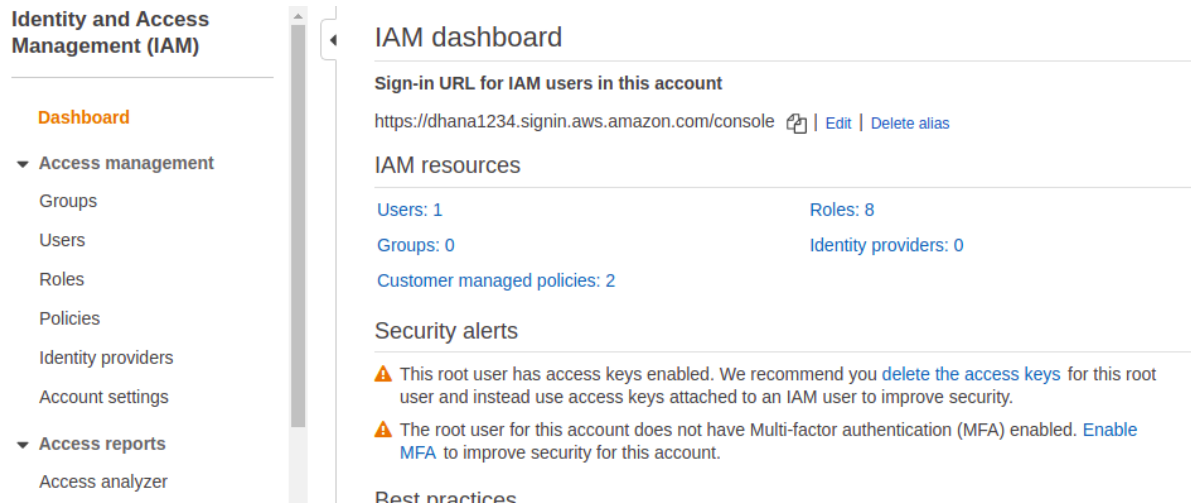 Identity and Access
Management (IAM)
Dashboard
Access management
Groups
Users
Roles
Policies
Identity providers
Account settings
Access reports
Access analyzer
IAM dashboard
Sign-in URL for IAM users in this account
https://dhana1234.signin.aws.amazon.com/console | Edit | Delete alias
IAM resources
Users: 1 Roles: 8
Groups: 0 Identity providers: 0
Customer managed policies: 2
Security alerts
This root user has access keys enabled. We recommend you delete the access keys for this root
user and instead use access keys attached to an IAM user to improve security.
The root user for this account does not have Multi-factor authentication (MFA) enabled. Enable
MFA to improve security for this account.
Best practices